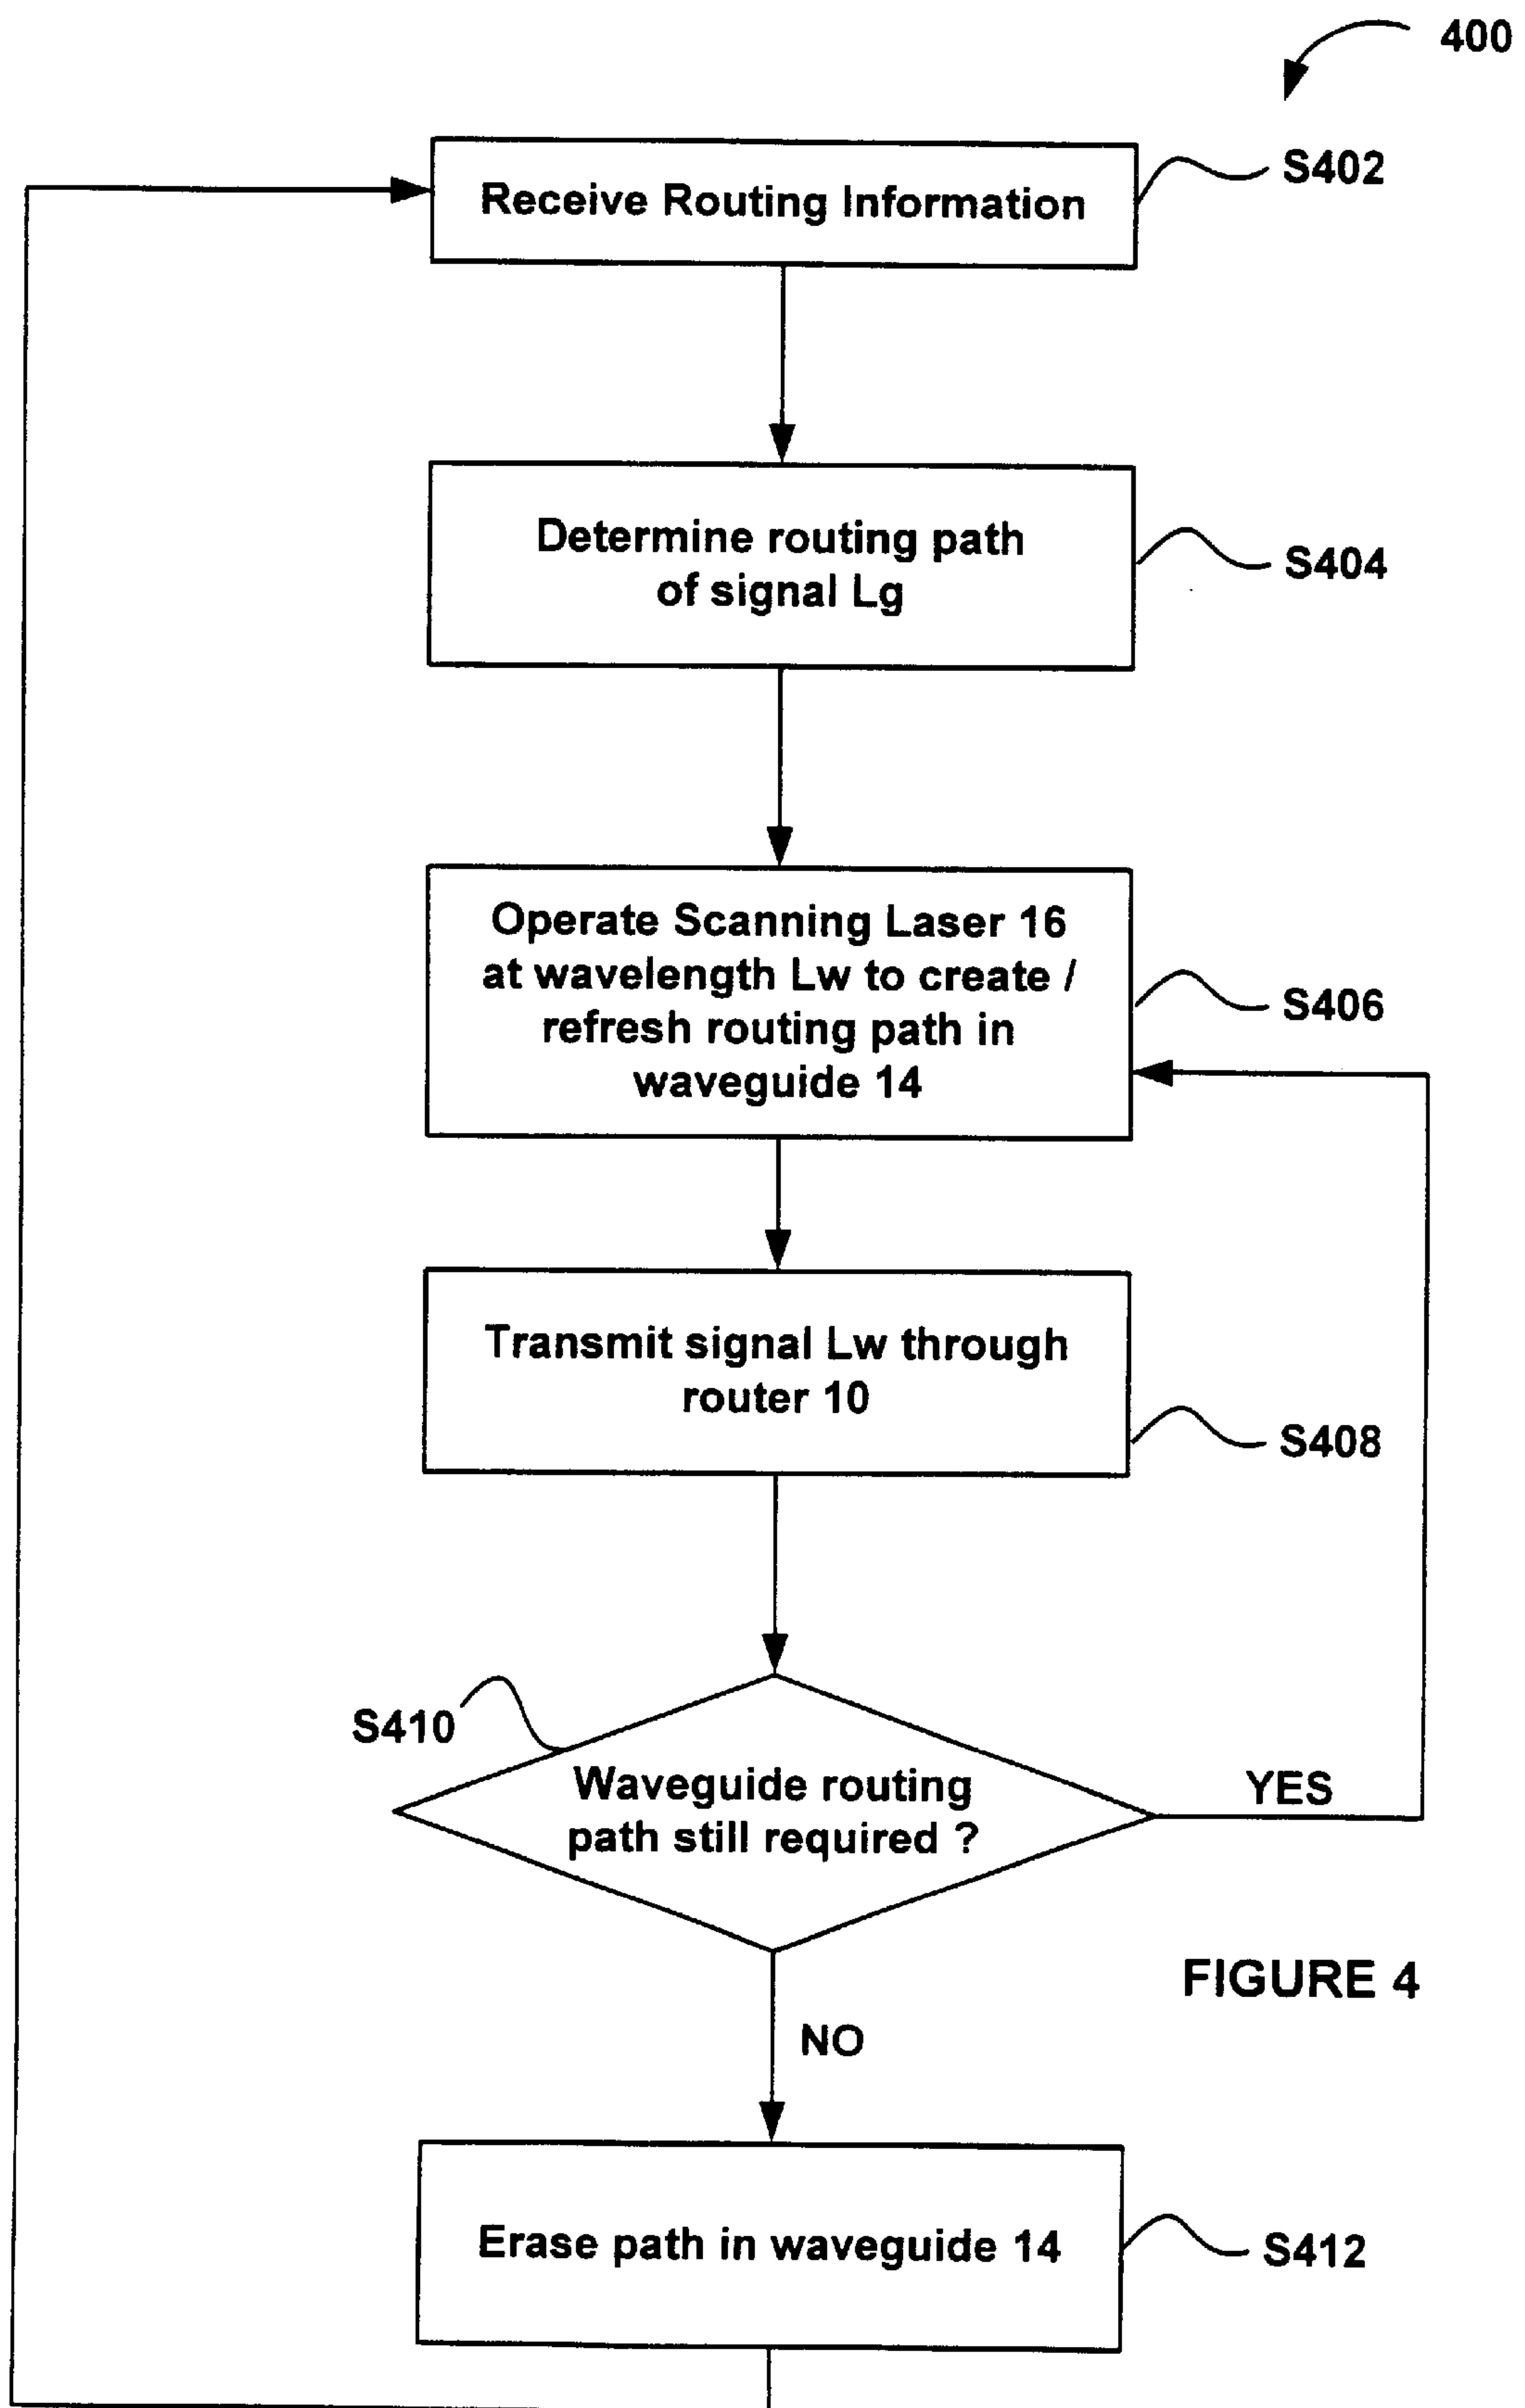 400
S402
Receive Routing Information
Determine routing path
of signal Lg
S404
Operate Scanning Laser 16
at wavelength Lw to create /
refresh routing path in
waveguide 14
S406
Transmit signal Lw through
router 10
S408
S410
Waveguide routing
path still required ?
YES
FIGURE 4
NO
Erase path in waveguide 14
S412